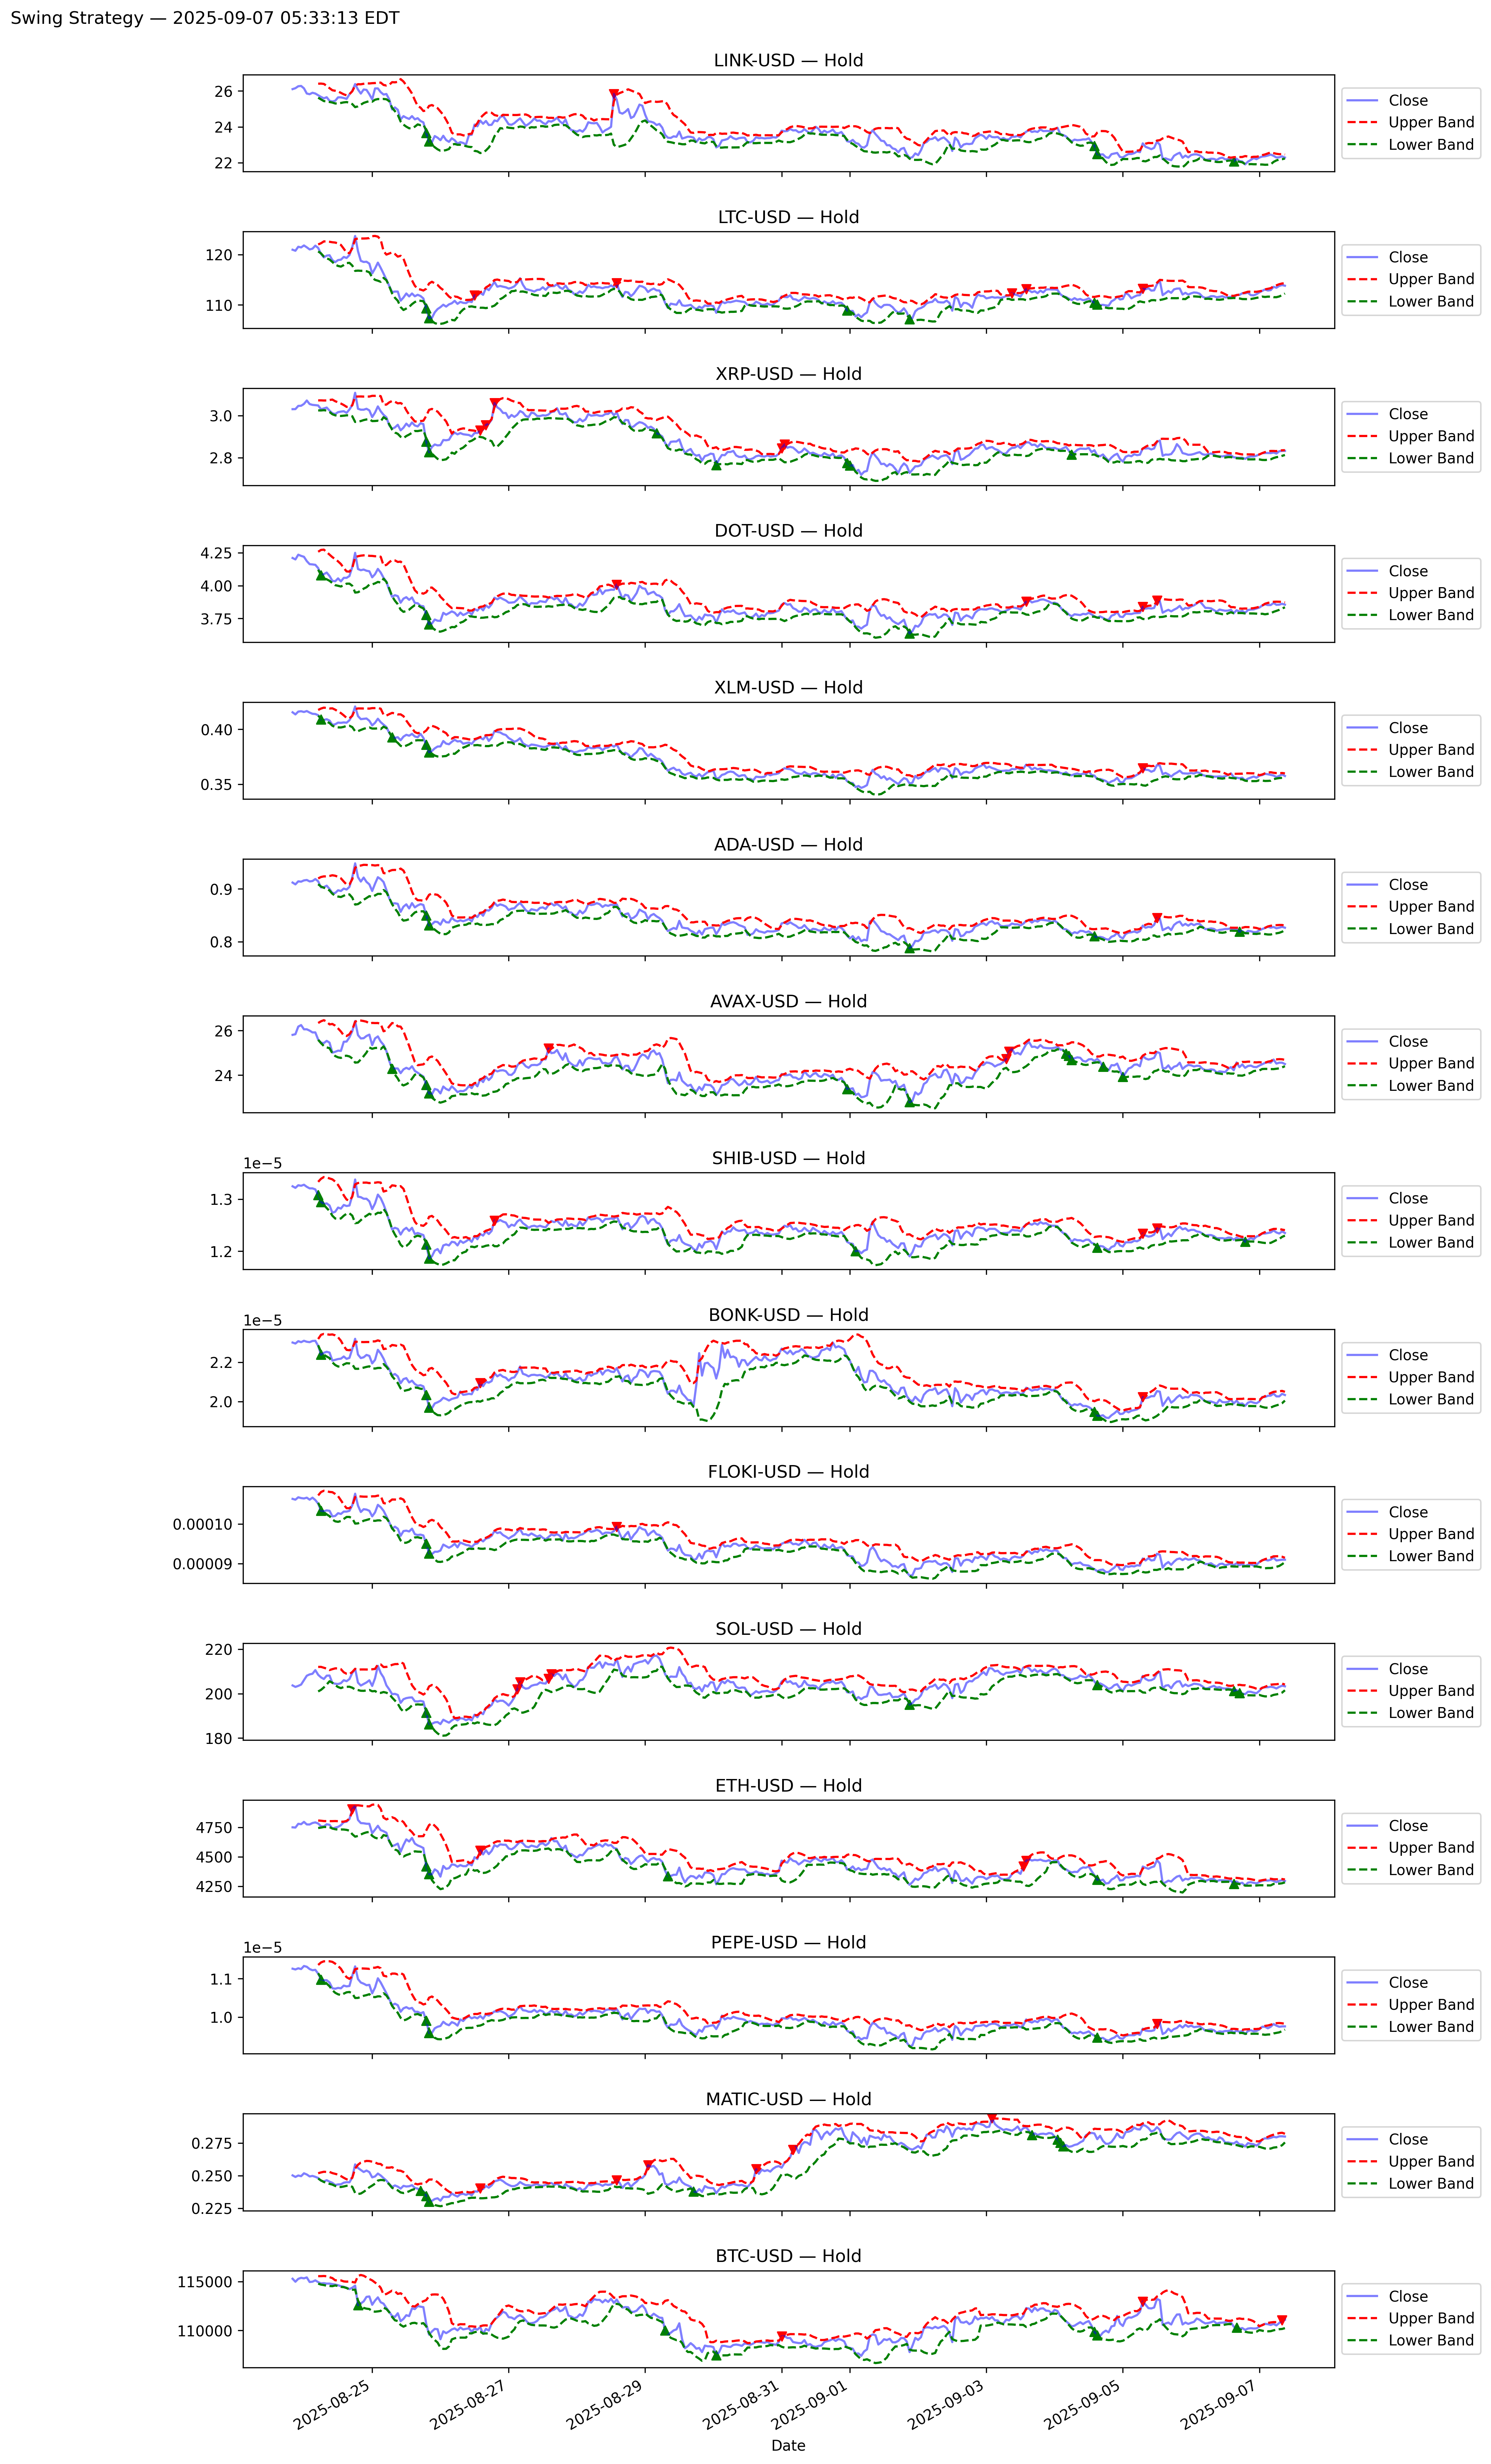 Swing Strategy — 2025-09-07 05:33:13 EDT
LINK-USD — Hold
26
24
22
Close
Upper Band
Lower Band
LTC-USD — Hold
120
110
Close
Upper Band
Lower Band
XRP-USD — Hold
3.0
2.8
Close
Upper Band
Lower Band
DOT-USD — Hold
4.25
4.00
3.75
Close
Upper Band
Lower Band
XLM-USD — Hold
0.40
0.35
Close
Upper Band
Lower Band
ADA-USD — Hold
0.9
0.8
Close
Upper Band
Lower Band
AVAX-USD — Hold
26
24
Close
Upper Band
Lower Band
SHIB-USD — Hold
1e−5
1.3
1.2
Close
Upper Band
Lower Band
BONK-USD — Hold
1e−5
2.2
2.0
Close
Upper Band
Lower Band
FLOKI-USD — Hold
0.00010
0.00009
Close
Upper Band
Lower Band
SOL-USD — Hold
220
200
180
Close
Upper Band
Lower Band
ETH-USD — Hold
4750
4500
4250
Close
Upper Band
Lower Band
PEPE-USD — Hold
1e−5
1.1
1.0
Close
Upper Band
Lower Band
MATIC-USD — Hold
0.275
0.250
0.225
Close
Upper Band
Lower Band
BTC-USD — Hold
115000
110000
Close
Upper Band
Lower Band
2025-08-25
2025-08-27
2025-08-29
2025-08-31
2025-09-01
2025-09-03
2025-09-05
2025-09-07
Date